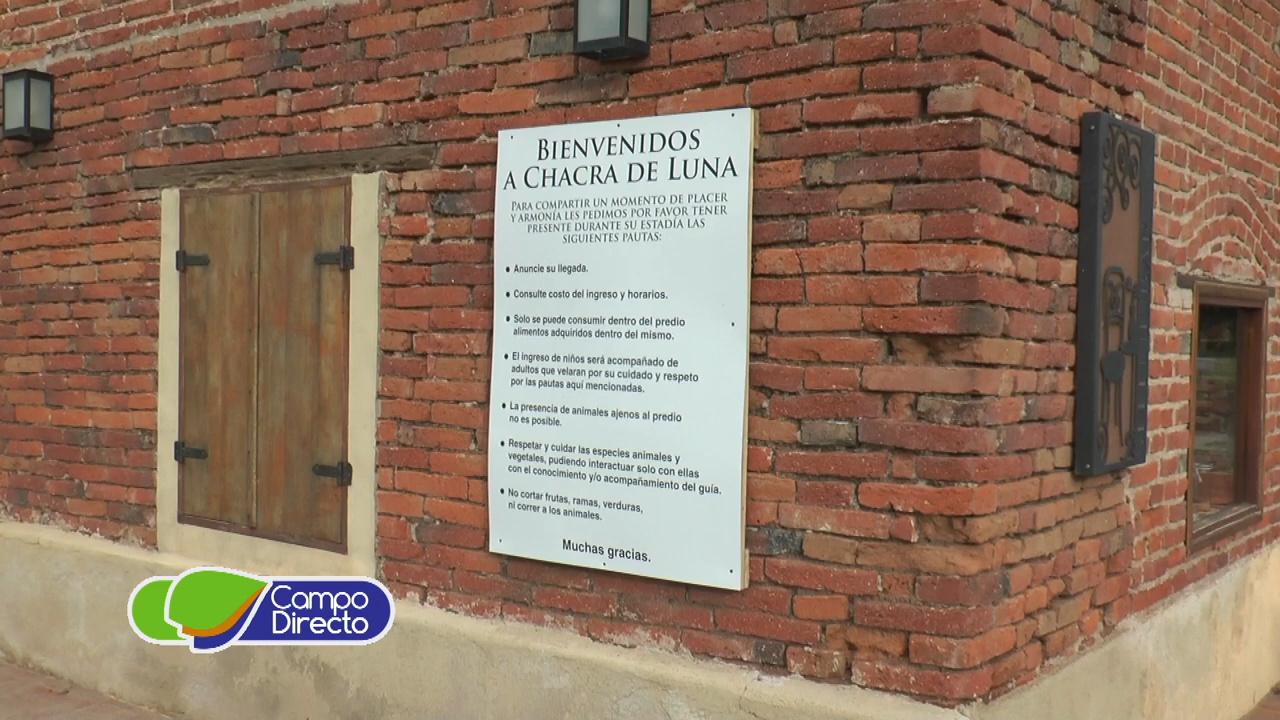 BIENVENIDOS
A CHACRA DE LUNA
PARA COMPARTIR UN MOMENTO DE PLACER
Y ARMONÍA LES PEDIMOS POR FAVOR TENER
PRESENTE DURANTE SU ESTADÍA LAS
SIGUIENTES PAUTAS:
• Anuncie su llegada.
• Consulte costo del ingreso y horarios.
• Solo se puede consumir dentro del predio
alimentos adquiridos dentro del mismo.
• El ingreso de niños será acompañado de
adultos que velaran por su cuidado y respeto
por las pautas aquí mencionadas.
• La presencia de animales ajenos al predio
no es posible.
• Respetar y cuidar las especies animales y
vegetales, pudiendo interactuar solo con ellas
con el conocimiento y/o acompañamiento del guía.
• No cortar frutas, ramas, verduras,
ni correr a los animales.
Muchas gracias.
Campo
Directo